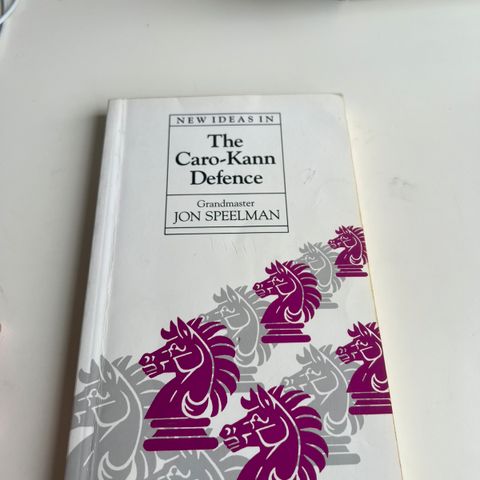 NEW IDEAS IN
The
Caro-Kann
Defence
Grandmaster
JON SPEELMAN